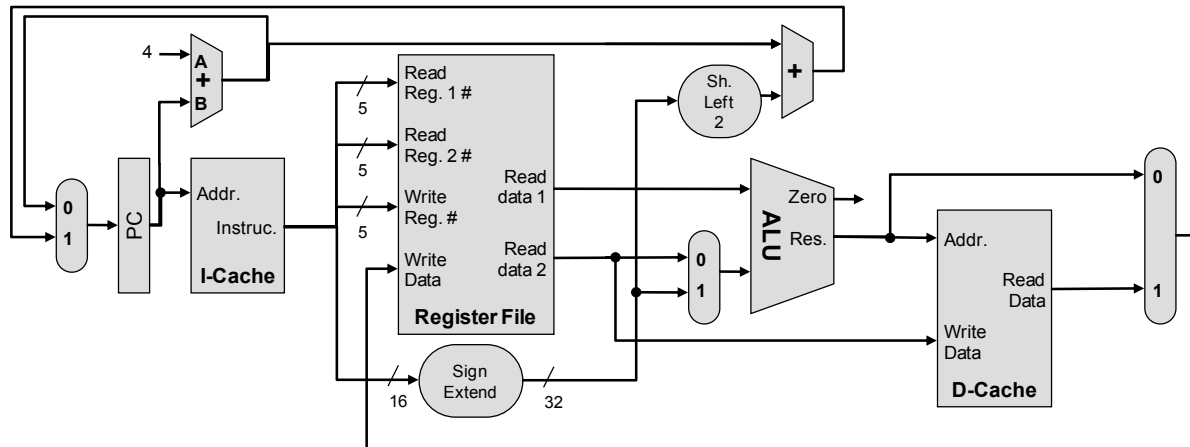 4
A
+
B
0
1
PC
Addr.
Instruc.
I-Cache
5
5
5
Read
Reg. 1 #
Read
Reg. 2 #
Write
Reg. #
Write
Data
Read
data 1
Read
data 2
Register File
16
Sign
Extend
32
Sh.
Left
2
+
0
1
ALU
Zero
Res.
Addr.
Read
Data
Write
Data
D-Cache
0
1